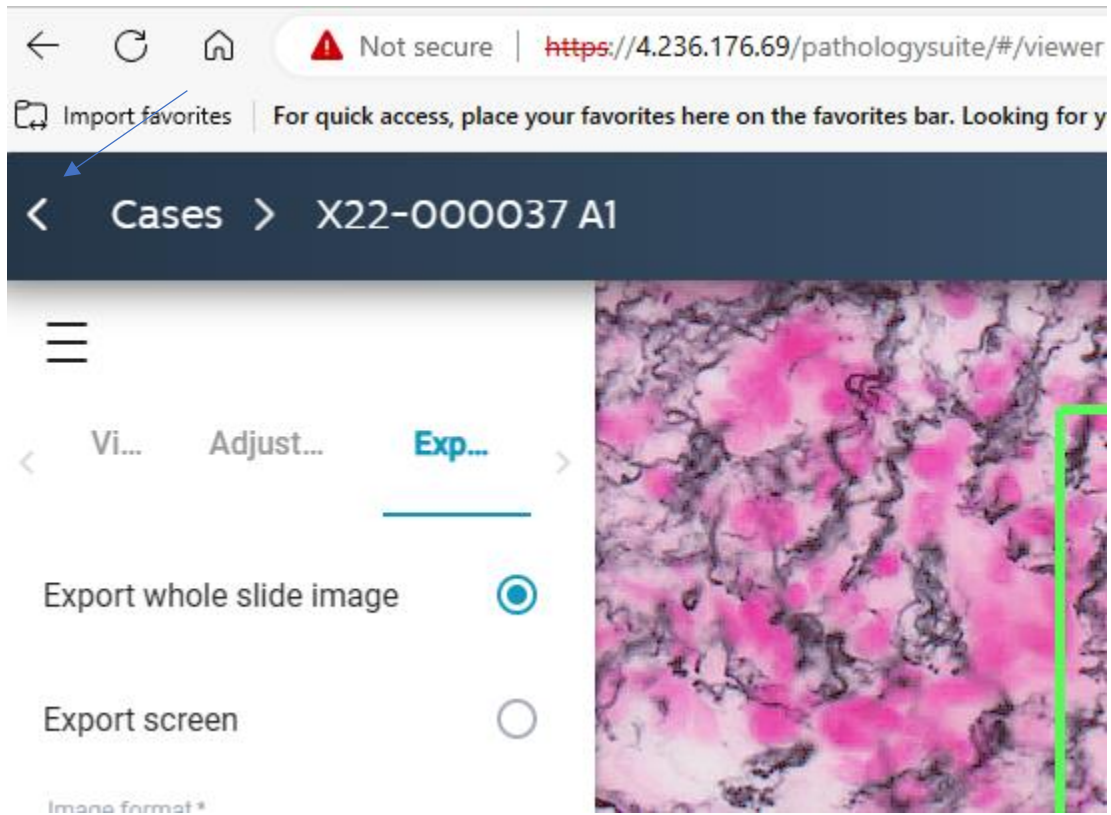 Not secure | https://4.236.176.69/pathologysuite/#/viewer
Import favorites | For quick access, place your favorites here on the favorites bar. Looking for y
Cases > X22-000037 A1
Vi... Adjust... Exp...
Export whole slide image
Export screen
Image format *